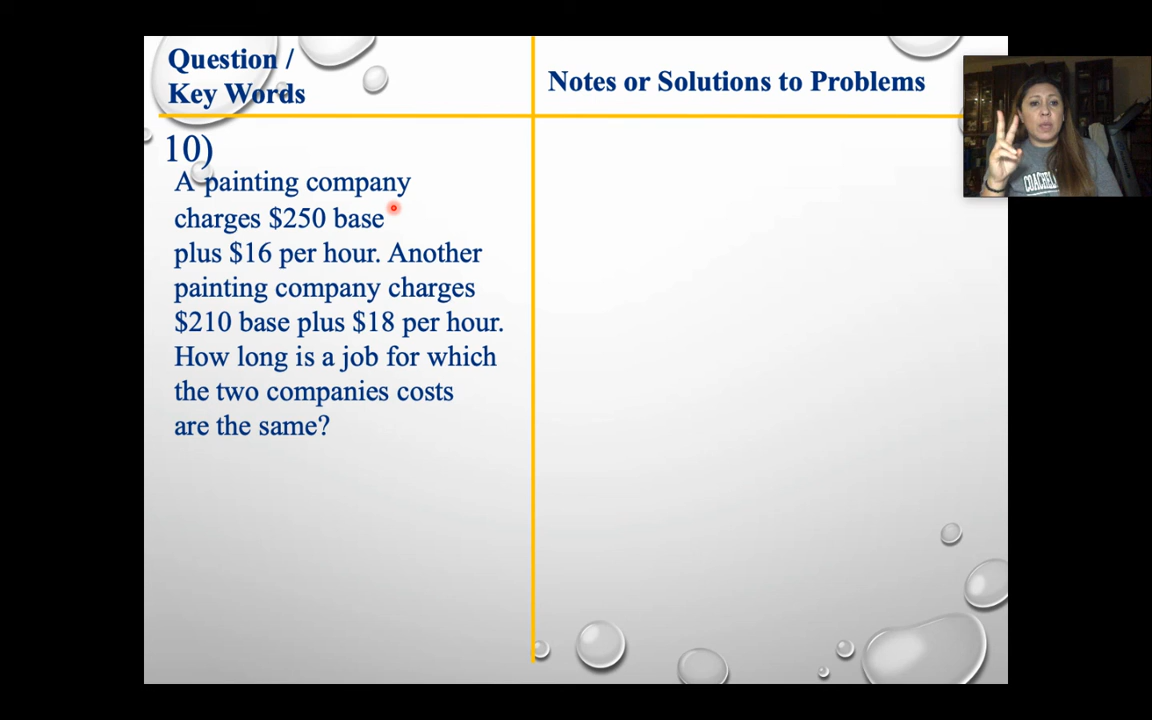 Question /
Key Words
Notes or Solutions to Problems
10)
A painting company
charges $250 base
plus $16 per hour. Another
painting company charges
$210 base plus $18 per hour.
How long is a job for which
the two companies costs
are the same?